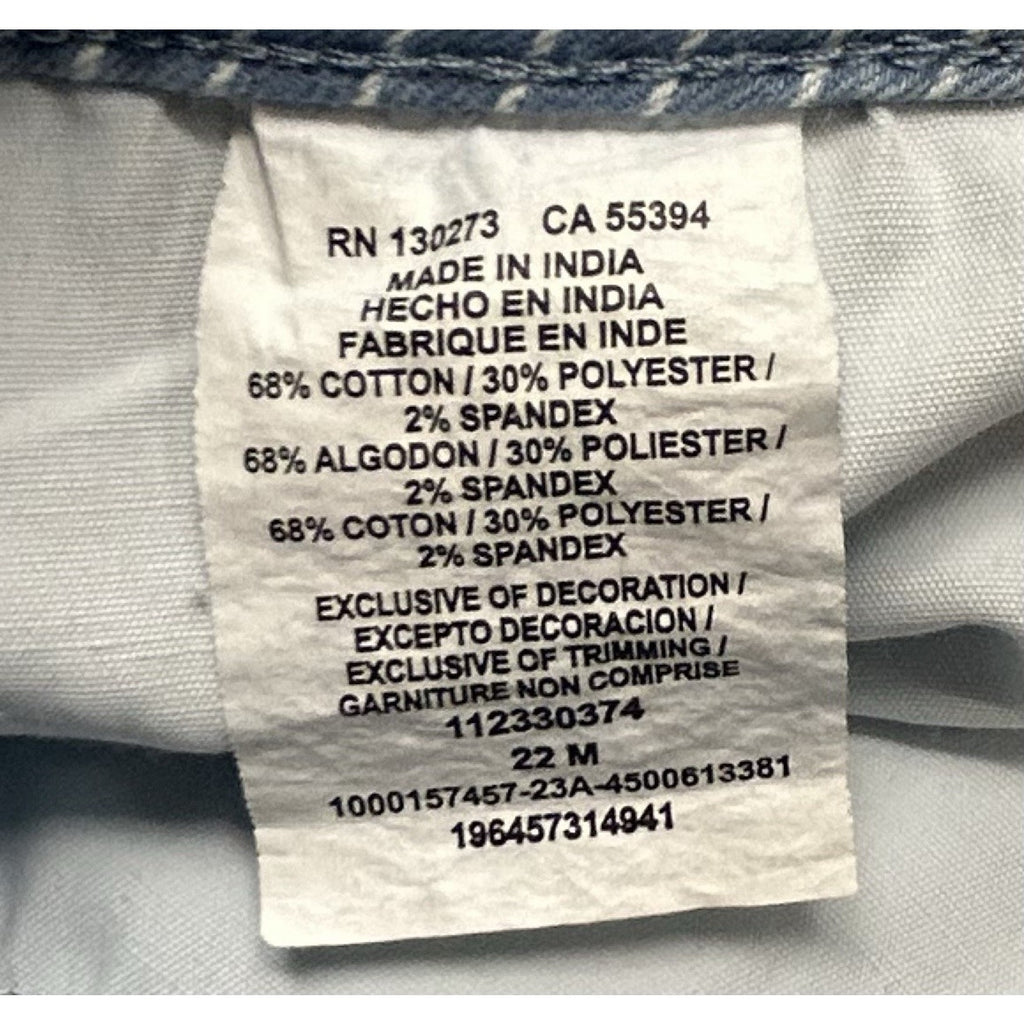 RN 130273 CA 55394
MADE IN INDIA
HECHO EN INDIA
FABRIQUE EN INDE
68% COTTON / 30% POLYESTER /
2% SPANDEX
68% ALGODON / 30% POLIESTER /
2% SPANDEX
68% COTON / 30% POLYESTER /
2% SPANDEX
EXCLUSIVE OF DECORATION /
EXCEPTO DECORACION /
EXCLUSIVE OF TRIMMING /
GARNITURE NON COMPRISE
112330374
22 M
1000157457-23A-4500613381
196457314941